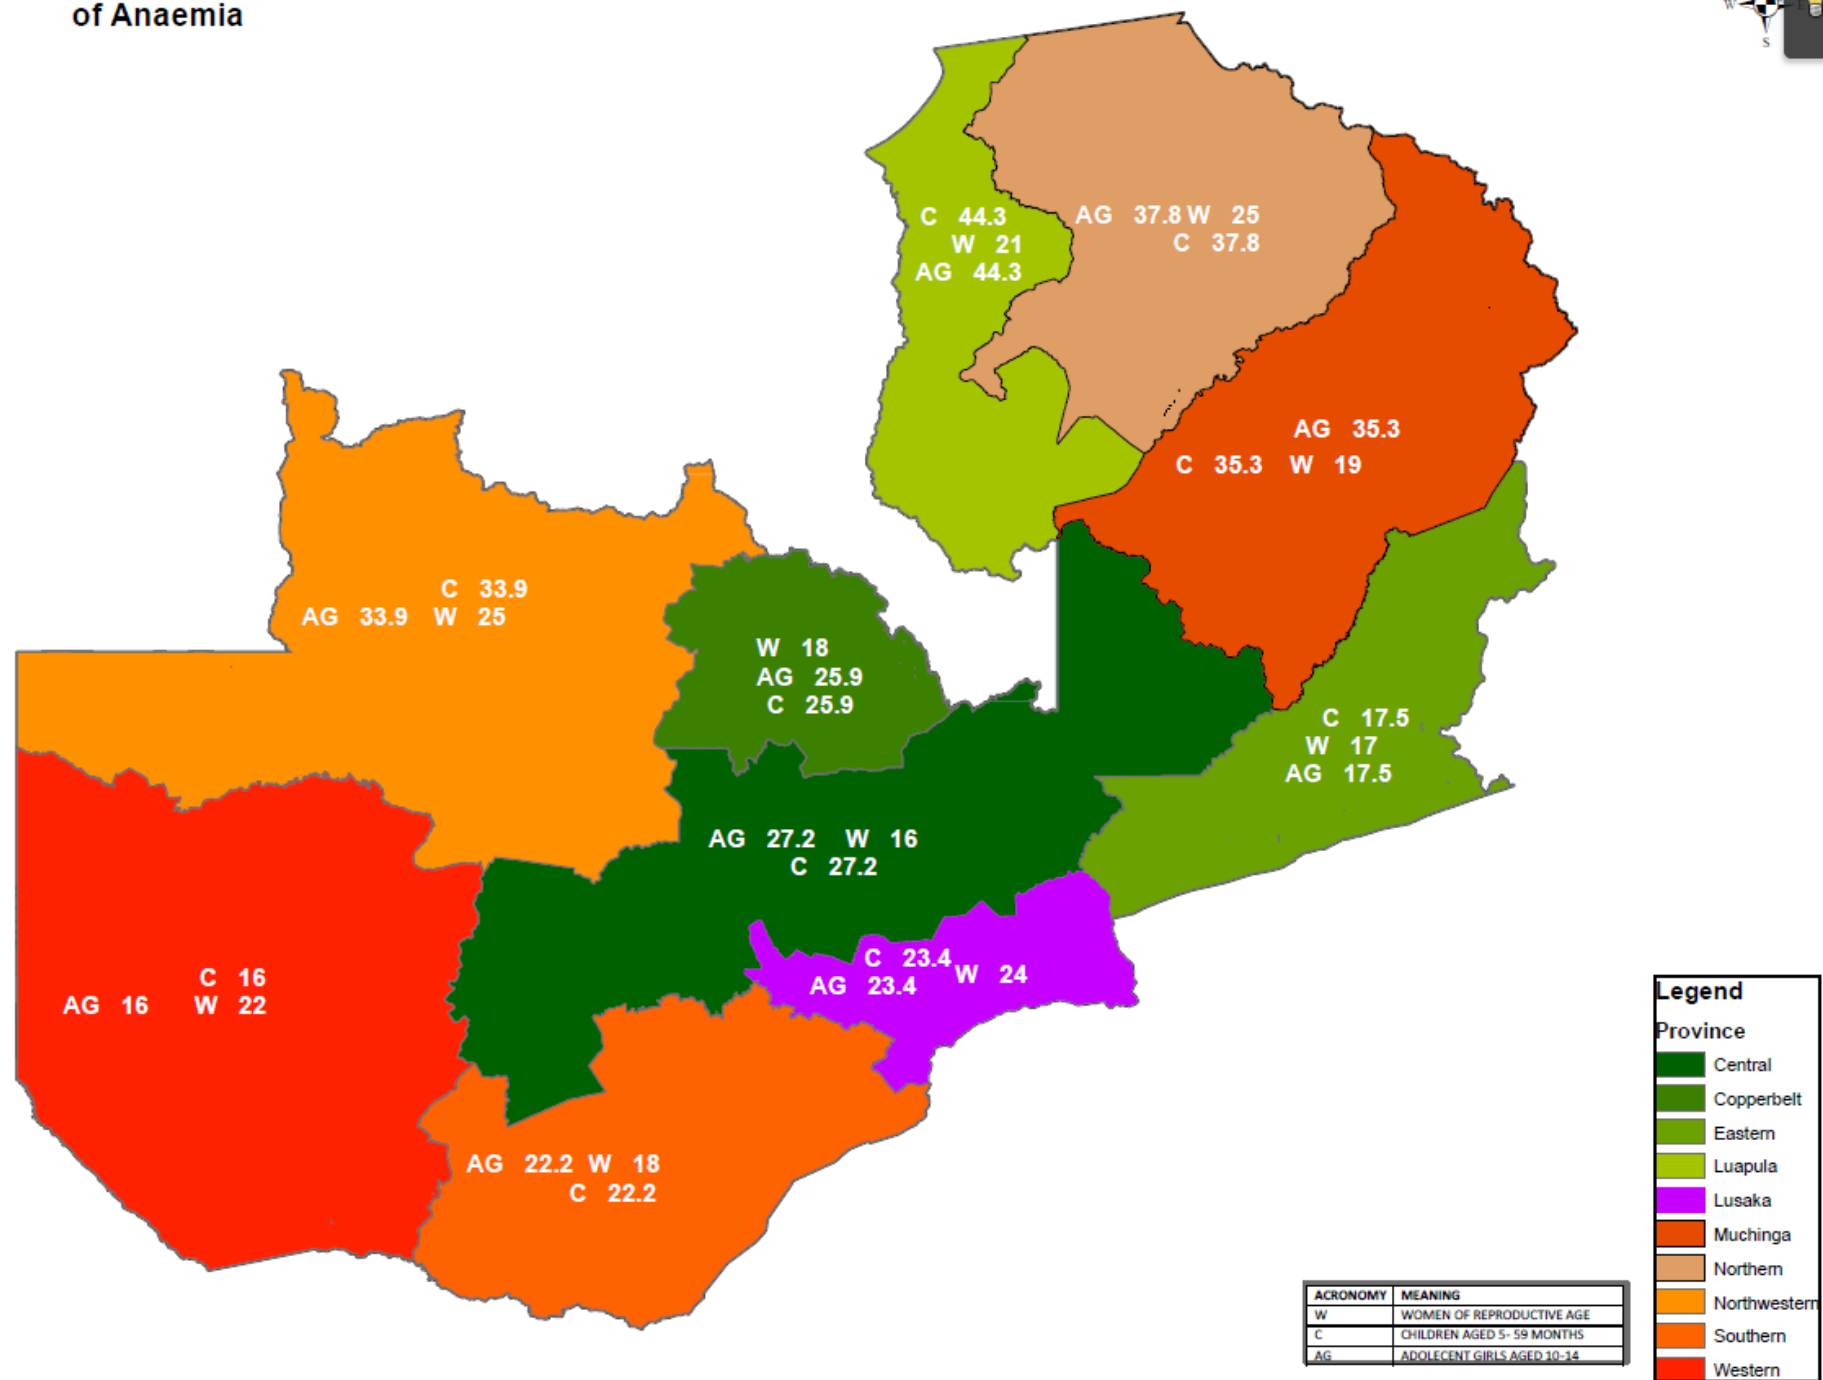 of Anaemia
W
S
C 44.3
W 21
AG 44.3
AG 37.8 W 25
C 37.8
AG 35.3
C 35.3 W 19
C 33.9
AG 33.9 W 25
W 18
AG 25.9
C 25.9
C 17.5
W 17
AG 17.5
AG 27.2 W 16
C 27.2
C 23.4
W 24
AG 23.4
C 16
AG 16 W 22
AG 22.2 W 18
C 22.2
Legend
Province
Central
Copperbelt
Eastern
Luapula
Lusaka
Muchinga
Northern
Northwestern
Southern
Western
ACRONOMY MEANING
W WOMEN OF REPRODUCTIVE AGE
C CHILDREN AGED 5- 59 MONTHS
AG ADOLECENT GIRLS AGED 10-14